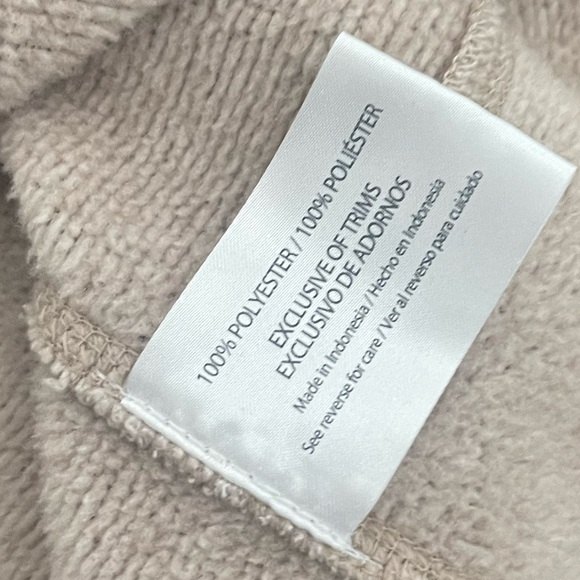 100% POLYESTER / 100% POLIÉSTER
EXCLUSIVE OF TRIMS
EXCLUSIVO DE ADORNOS
Made in Indonesia / Hecho en Indonesia
See reverse for care / Ver al reverso para cuidado